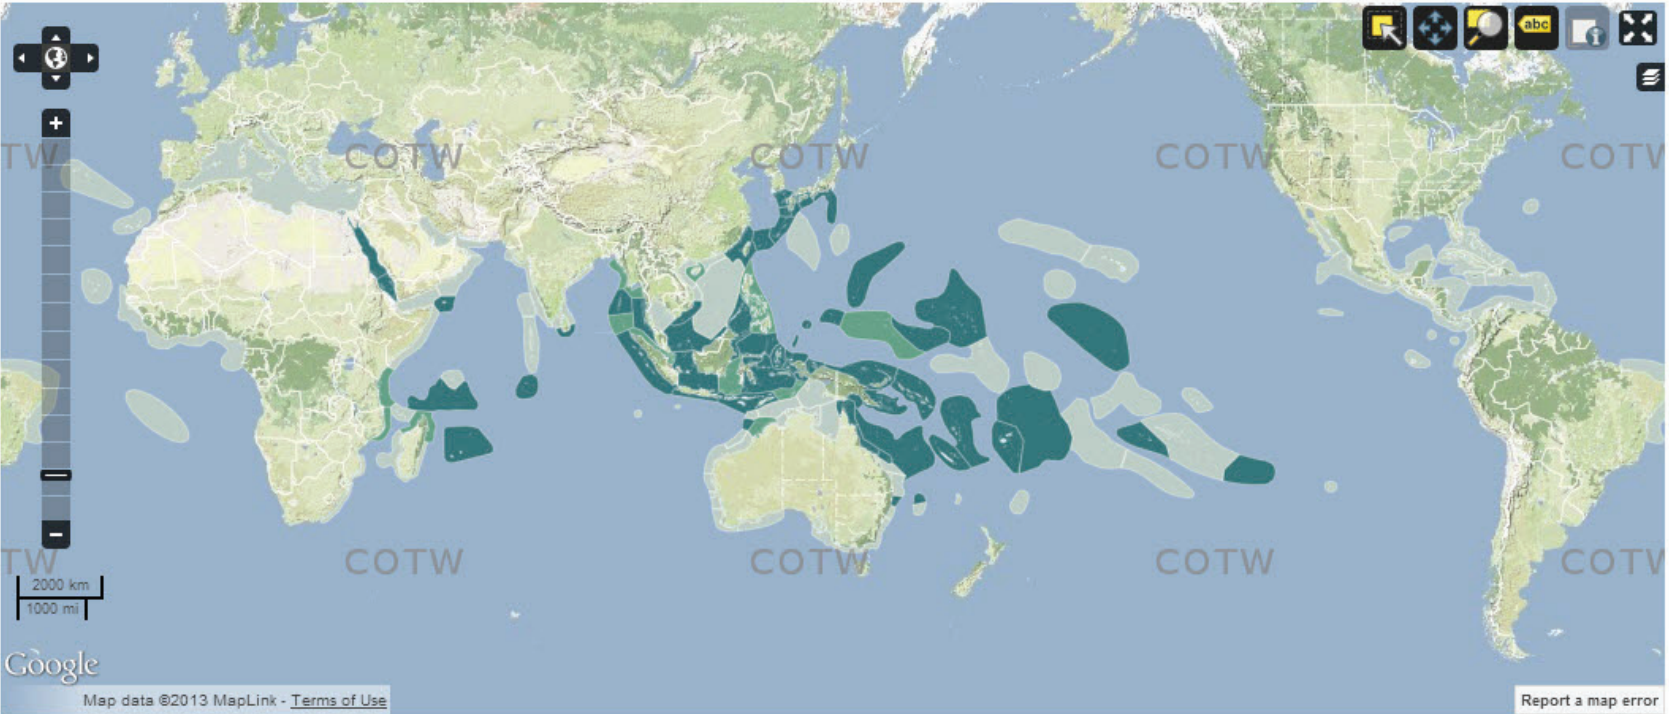 abc
TW COTW COTW COTW COTW
+
−
TW COTW COTW COTW COTW
2000 km
1000 mi
Google
Map data ©2013 MapLink - Terms of Use
Report a map error